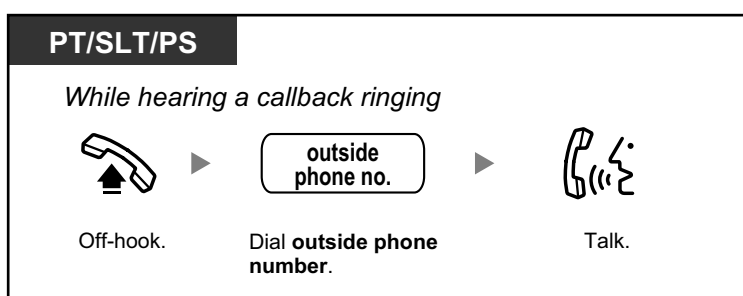 PT/SLT/PS
While hearing a callback ringing
outside
phone no.
Off-hook.
Dial outside phone
number.
Talk.